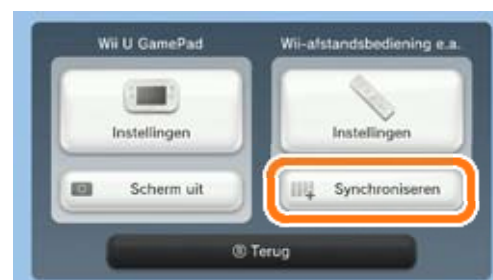 Wii U GamePad
Wii-afstandsbediening e.a.
Instellingen
Instellingen
Scherm uit
Synchroniseren
Ⓑ Terug